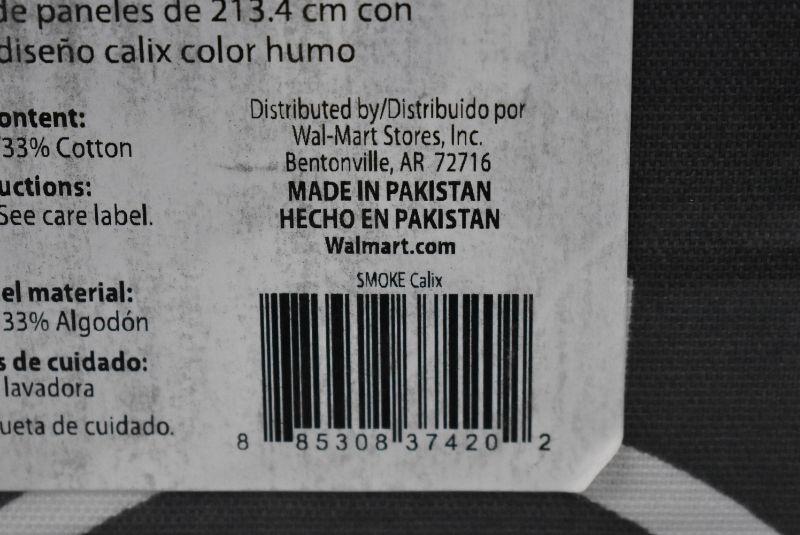 de paneles de 213.4 cm con
diseño calix color humo
ontent:
33% Cotton
uctions:
See care label.
el material:
33% Algodón
s de cuidado:
lavadora
ueta de cuidado.
Distributed by/Distribuido por
Wal-Mart Stores, Inc.
Bentonville, AR 72716
MADE IN PAKISTAN
HECHO EN PAKISTAN
Walmart.com
SMOKE Calix
8 85308 37420 2